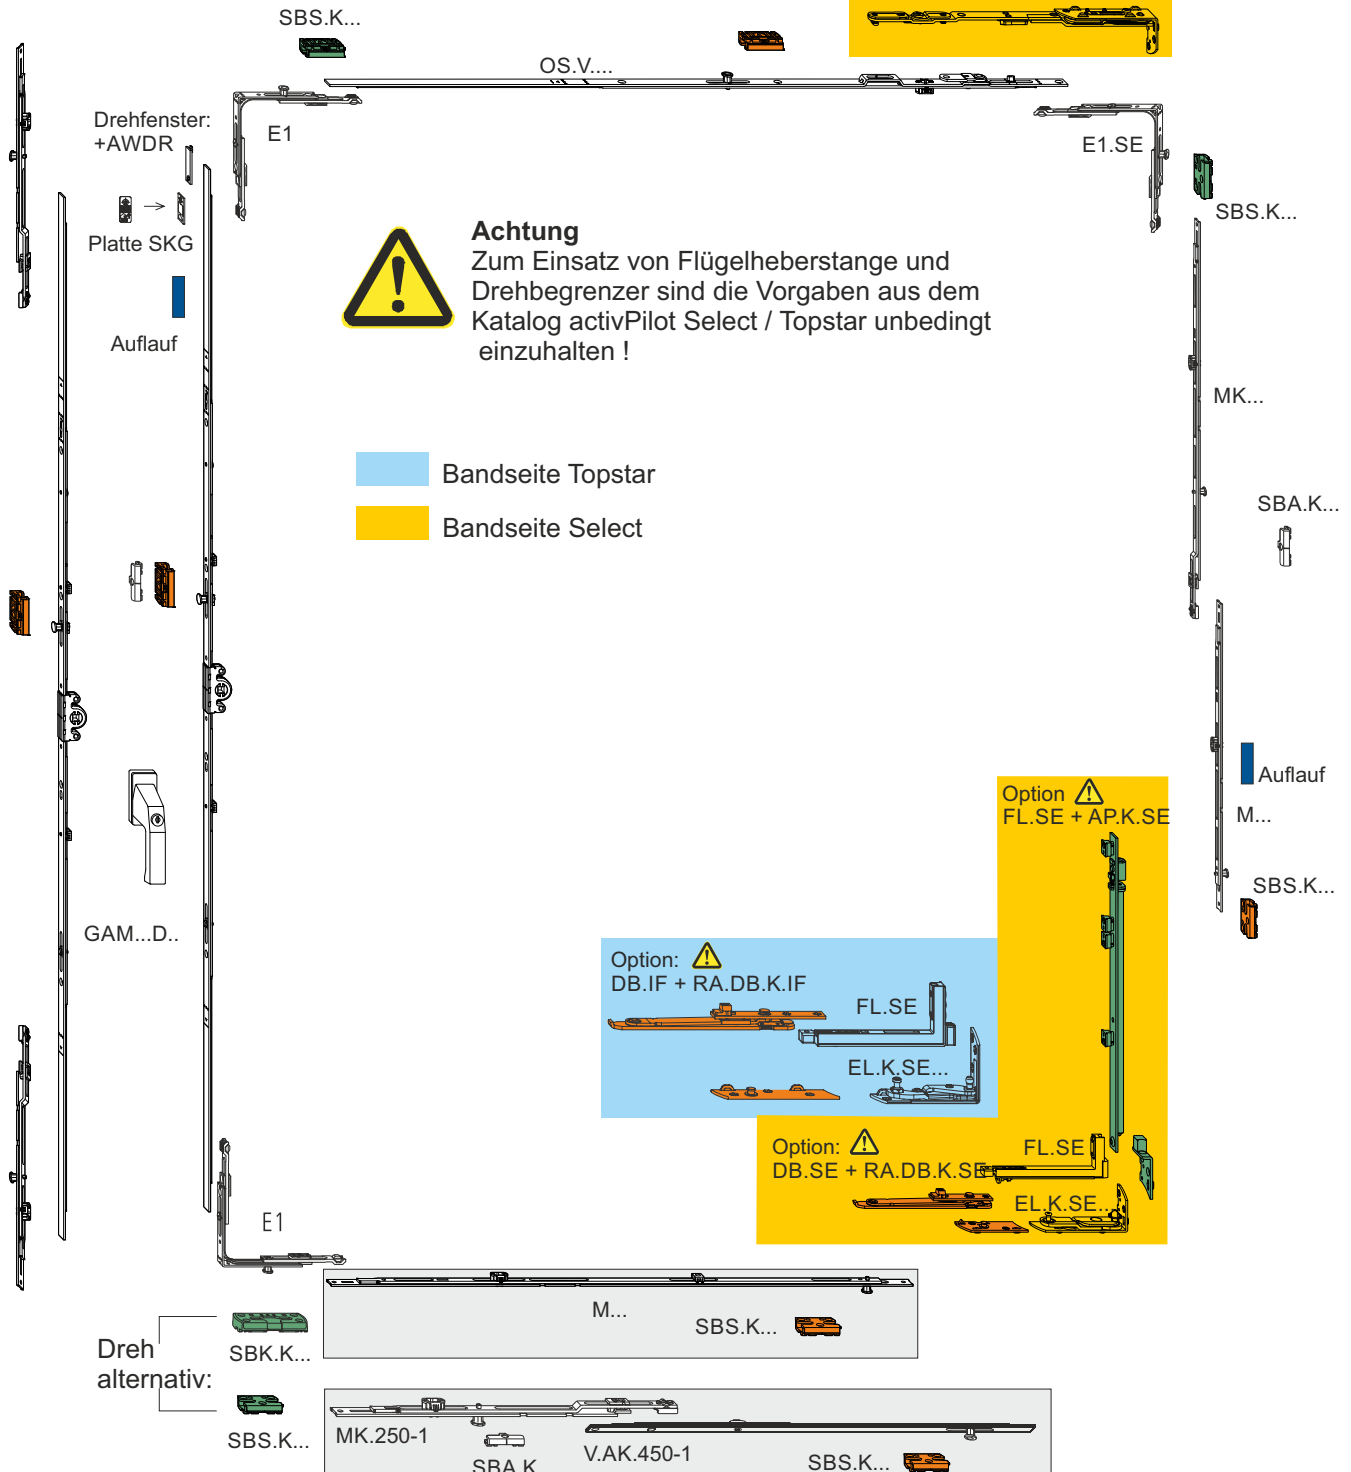 SBS.K...
OS.V....
Drehfenster:
+AWDR
E1
E1.SE
SBS.K...
Platte SKG
Achtung
Zum Einsatz von Flügelheberstange und
Drehbegrenzer sind die Vorgaben aus dem
Katalog activPilot Select / Topstar unbedingt
einzuhalten !
Auflauf
MK...
Bandseite Topstar
Bandseite Select
SBA.K...
Auflauf
Option
FL.SE + AP.K.SE
M...
SBS.K...
GAM...D..
Option:
DB.IF + RA.DB.K.IF
FL.SE
EL.K.SE...
Option:
DB.SE + RA.DB.K.SE
FL.SE
EL.K.SE...
E1
M...
SBS.K...
Dreh
alternativ:
SBK.K...
SBS.K...
MK.250-1
SBA.K
V.AK.450-1
SBS.K...